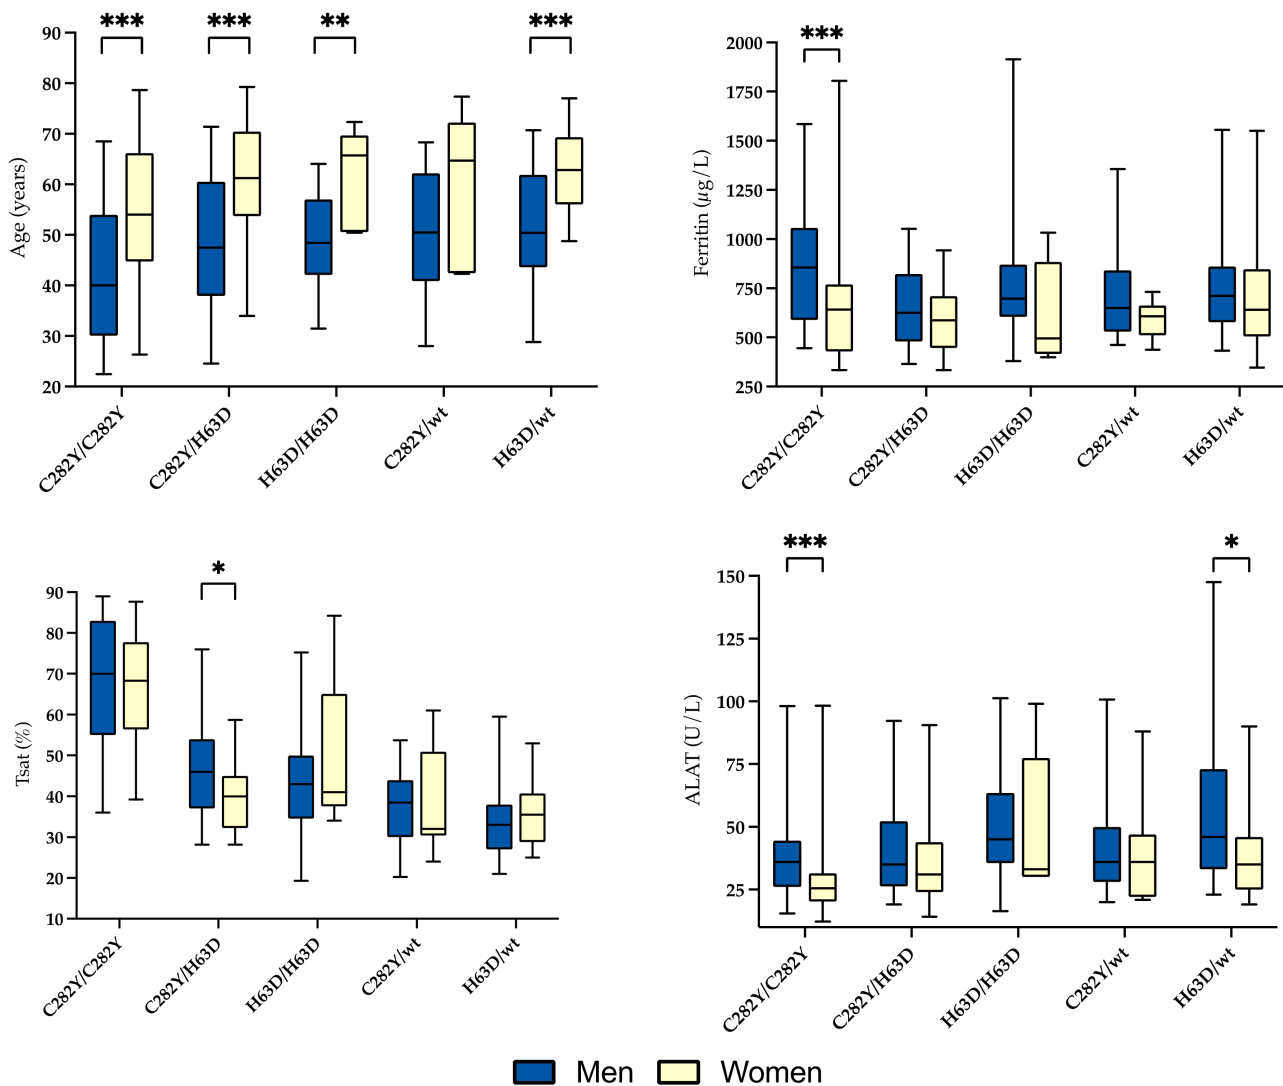 *** *** ** ***
90
80
70
60
50
40
30
20
Age (years)
C282Y/C282Y
C282Y/H63D
H63D/H63D
C282Y/wt
H63D/wt
***
2000
1750
1500
1250
1000
750
500
250
Ferritin (µg/L)
C282Y/C282Y
C282Y/H63D
H63D/H63D
C282Y/wt
H63D/wt
*
90
80
70
60
50
40
30
20
10
Tsat (%)
C282Y/C282Y
C282Y/H63D
H63D/H63D
C282Y/wt
H63D/wt
*** *
150
125
100
75
50
25
ALAT (U/L)
C282Y/C282Y
C282Y/H63D
H63D/H63D
C282Y/wt
H63D/wt
Men Women